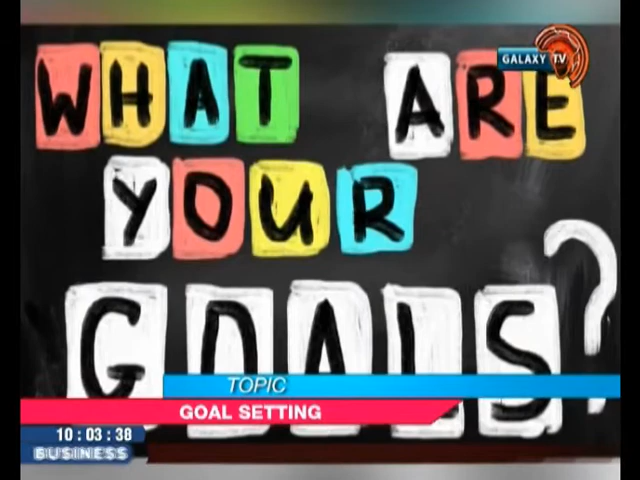 GALAXY TV
WHAT ARE
YOUR
GOALS?
TOPIC
GOAL SETTING
10:03:38
BUSINESS